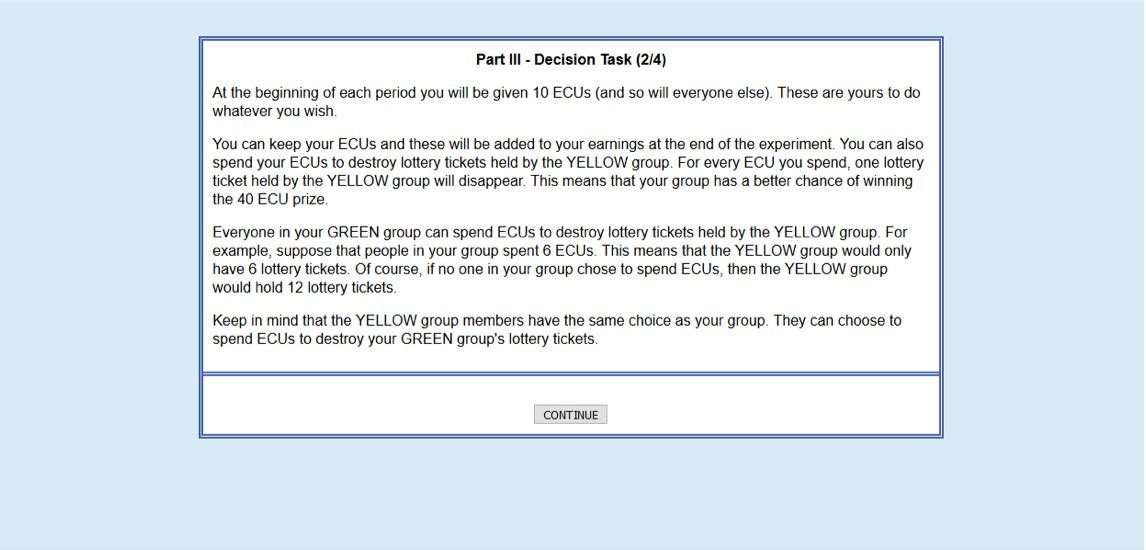 Part III - Decision Task (2/4)
At the beginning of each period you will be given 10 ECUs (and so will everyone else). These are yours to do
whatever you wish.
You can keep your ECUs and these will be added to your earnings at the end of the experiment. You can also
spend your ECUs to destroy lottery tickets held by the YELLOW group. For every ECU you spend, one lottery
ticket held by the YELLOW group will disappear. This means that your group has a better chance of winning
the 40 ECU prize.
Everyone in your GREEN group can spend ECUs to destroy lottery tickets held by the YELLOW group. For
example, suppose that people in your group spent 6 ECUs. This means that the YELLOW group would only
have 6 lottery tickets. Of course, if no one in your group chose to spend ECUs, then the YELLOW group
would hold 12 lottery tickets.
Keep in mind that the YELLOW group members have the same choice as your group. They can choose to
spend ECUs to destroy your GREEN group's lottery tickets.
CONTINUE